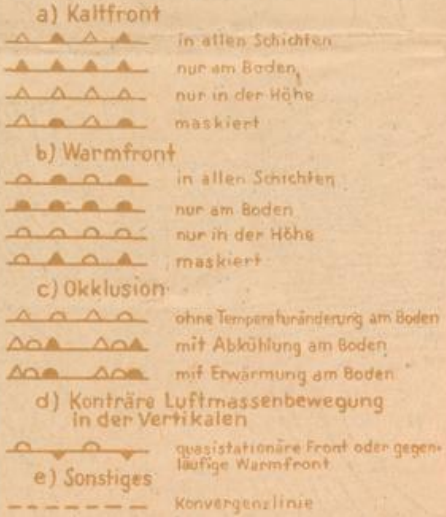 a) Kaltfront
in allen Schichten
nur am Boden
nur in der Höhe
maskiert
b) Warmfront
in allen Schichten
nur am Boden
nur in der Höhe
maskiert
c) Okklusion
ohne Temperaturänderung am Boden
mit Abkühlung am Boden
mit Erwärmung am Boden
d) Konträre Luftmassenbewegung
in der Vertikalen
quasistationäre Front oder gegen-
läufige Warmfront
e) Sonstiges
Konvergenzlinie